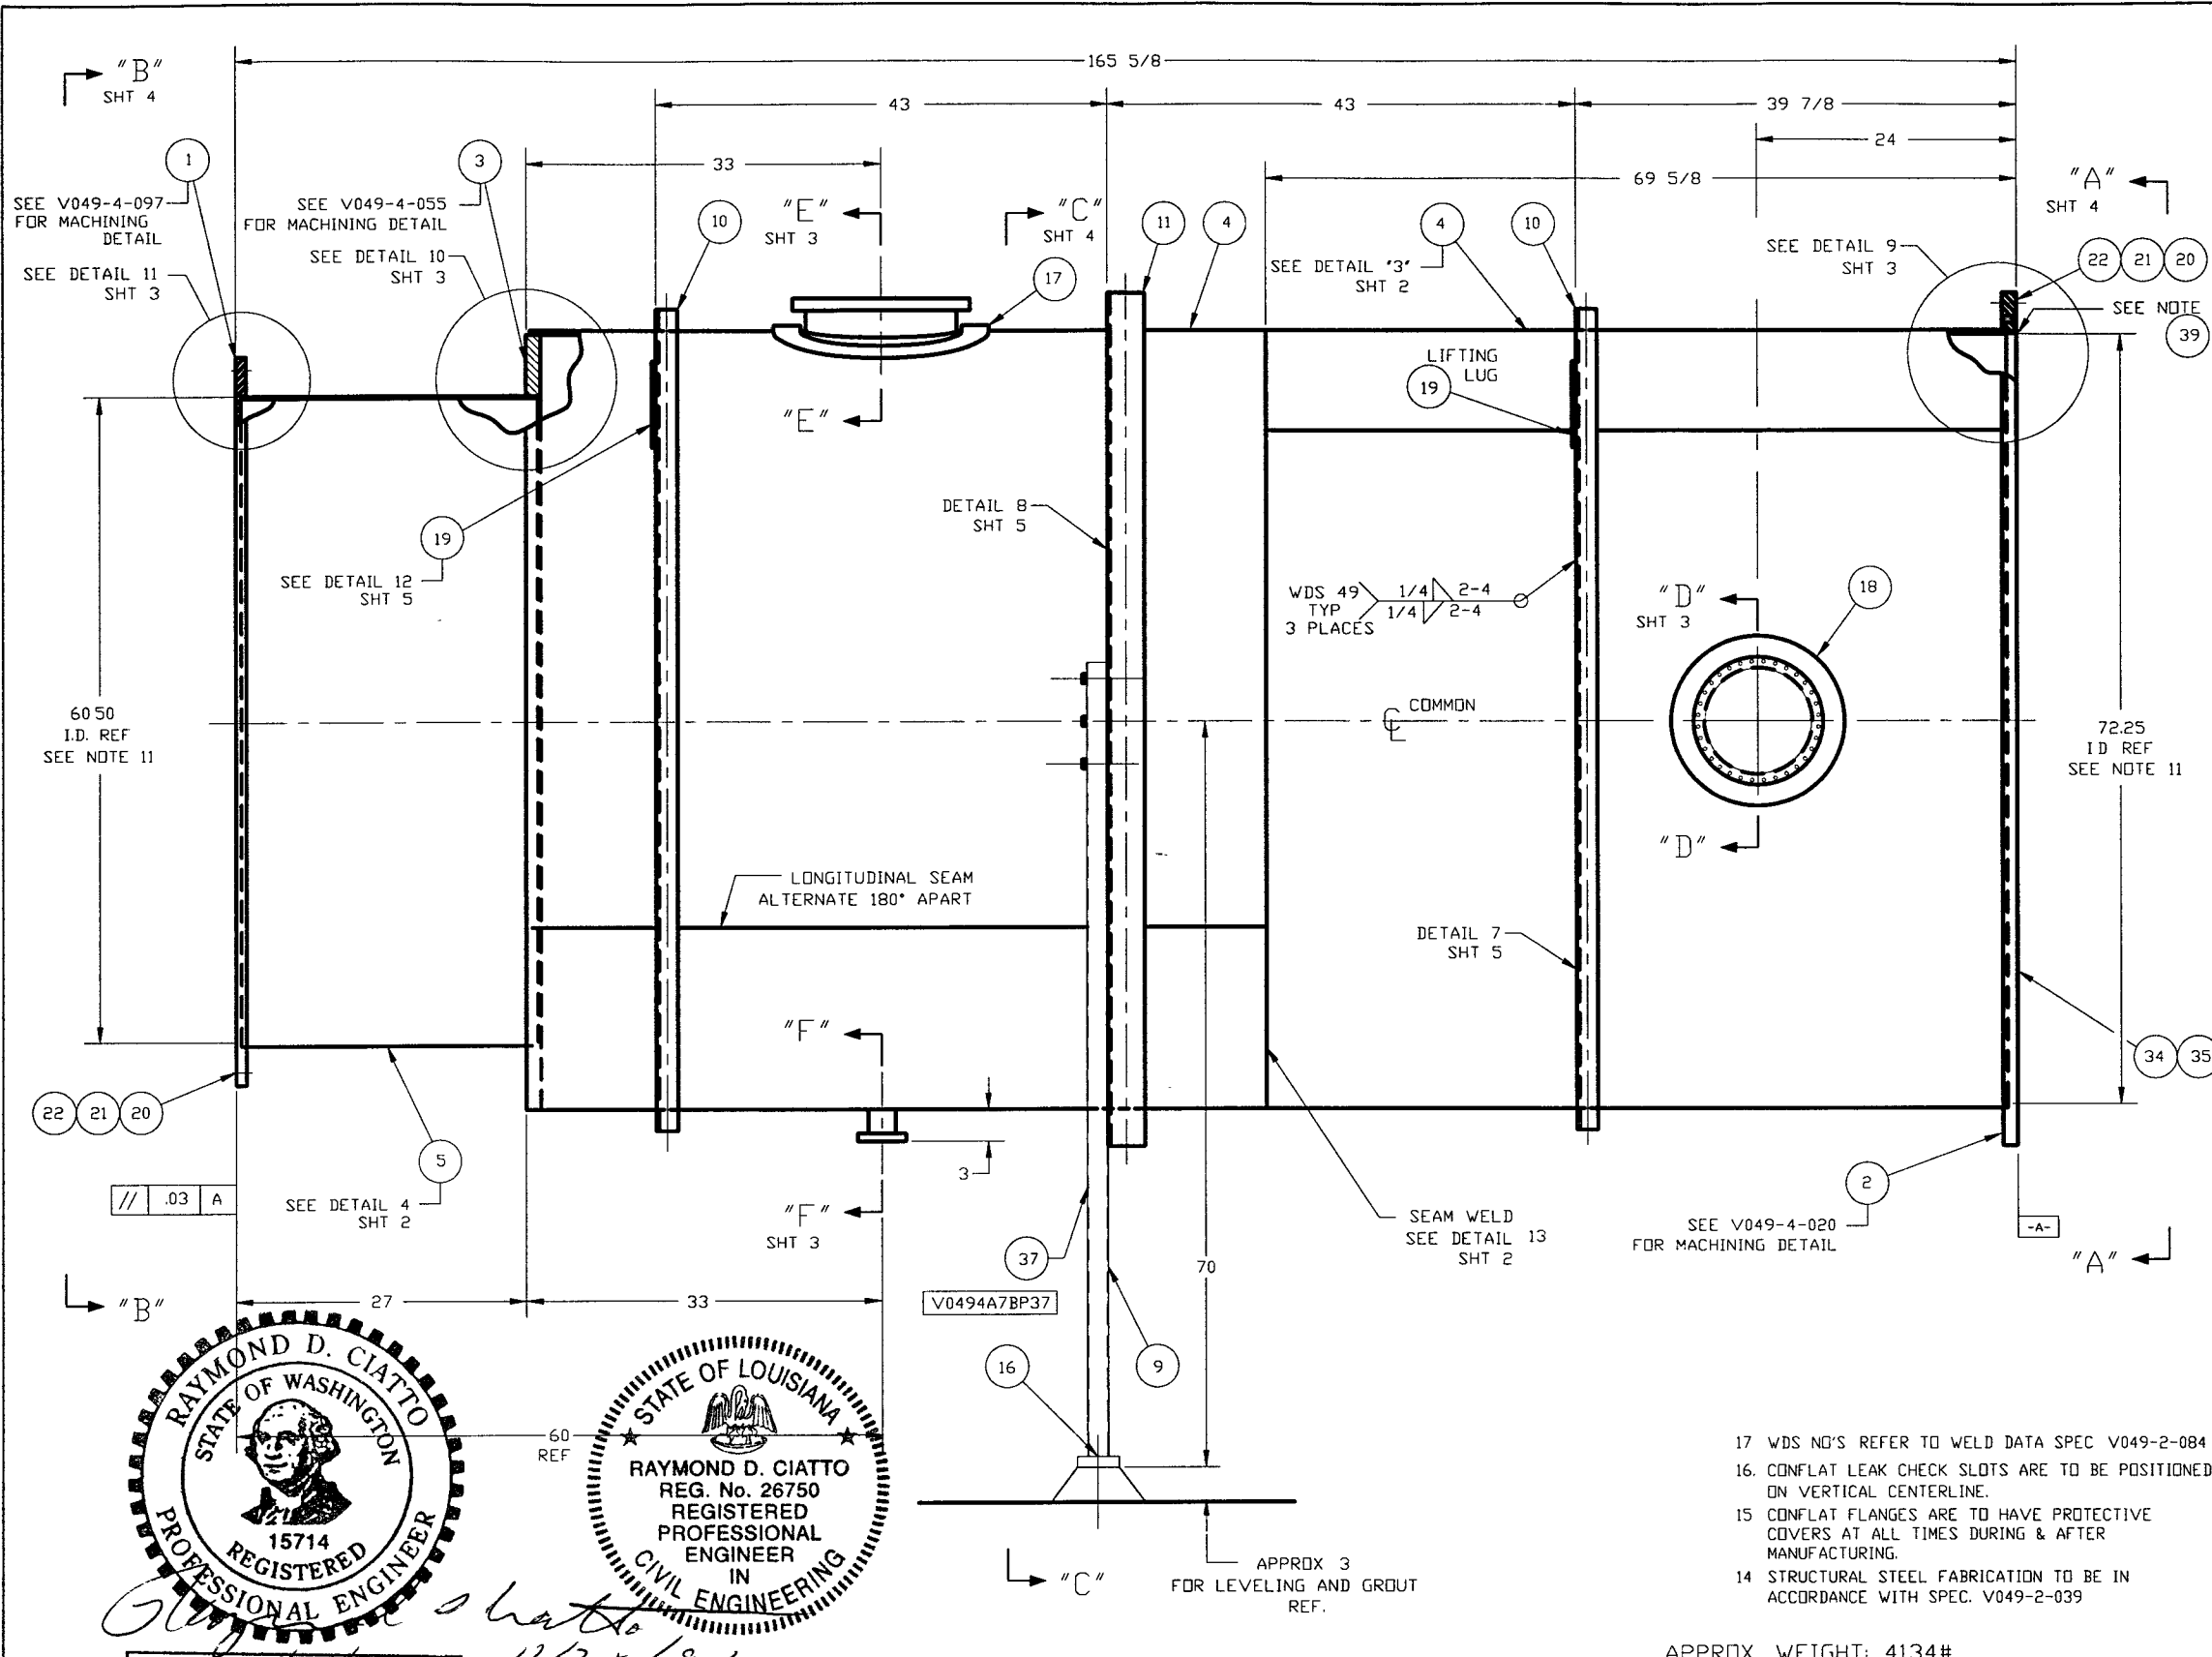 165 5/8
"B"
SHT 4
43
43
39 7/8
24
33
69 5/8
1
3
SEE V049-4-097
FOR MACHINING
DETAIL
SEE V049-4-055
FOR MACHINING DETAIL
SEE DETAIL 11
SHT 3
SEE DETAIL 10
SHT 3
10
"E"
SHT 3
"C"
SHT 4
17
11
4
4
SEE DETAIL "3"
SHT 2
10
SEE DETAIL 9
SHT 3
"A"
SHT 4
22
21
20
SEE NOTE
39
LIFTING
LUG
19
"E"
DETAIL 8
SHT 5
19
SEE DETAIL 12
SHT 5
WDS 49
TYP
3 PLACES
1/4
2-4
1/4
2-4
"D"
SHT 3
18
60 50
I.D. REF
SEE NOTE 11
COMMON
72.25
I D REF
SEE NOTE 11
"D"
LONGITUDINAL SEAM
ALTERNATE 180° APART
DETAIL 7
SHT 5
"F"
34
35
22
21
20
5
3
2
// .03 A
SEE DETAIL 4
SHT 2
"F"
SHT 3
SEAM WELD
SEE DETAIL 13
SHT 2
SEE V049-4-020
FOR MACHINING DETAIL
-A-
"A"
37
70
"B"
27
33
V0494A7BP37
16
9
60
REF
RAYMOND D. CIATTO
STATE OF WASHINGTON
15714
REGISTERED
PROFESSIONAL ENGINEER
STATE OF LOUISIANA
RAYMOND D. CIATTO
REG. No. 26750
REGISTERED
PROFESSIONAL
ENGINEER
IN
CIVIL ENGINEERING
"C"
APPROX 3
FOR LEVELING AND GROUT
REF.
17 WDS NO'S REFER TO WELD DATA SPEC V049-2-084
16. CONFLAT LEAK CHECK SLOTS ARE TO BE POSITIONED
ON VERTICAL CENTERLINE.
15 CONFLAT FLANGES ARE TO HAVE PROTECTIVE
COVERS AT ALL TIMES DURING & AFTER
MANUFACTURING.
14 STRUCTURAL STEEL FABRICATION TO BE IN
ACCORDANCE WITH SPEC. V049-2-039
APPROX WEIGHT: 4134#